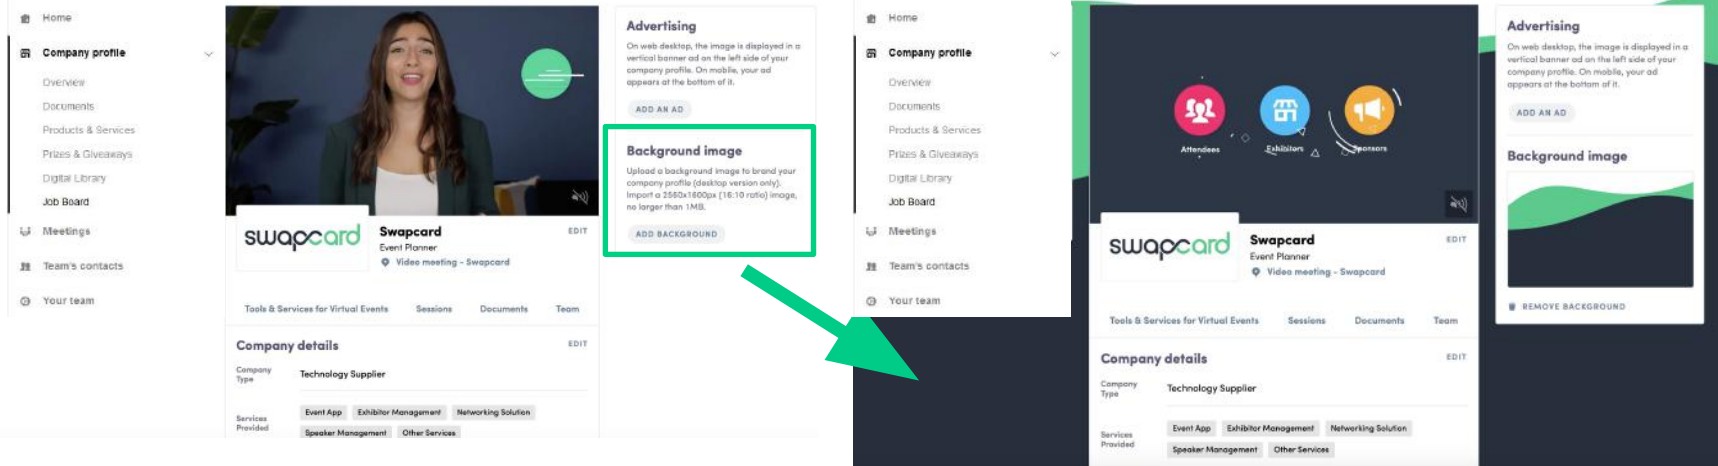 Home
Company profile
Overview
Documents
Products & Services
Prizes & Giveaways
Digital Library
Job Board
Meetings
Team's contacts
Your team
swapcard
Swapcard
Event Planner
Video meeting - Swapcard
EDIT
Tools & Services for Virtual Events
Sessions
Documents
Team
Company details
EDIT
Company
Type
Technology Supplier
Services
Provided
Event App
Exhibitor Management
Networking Solution
Speaker Management
Other Services
Advertising
On web desktop, the image is displayed in a
vertical banner ad on the left side of your
company profile. On mobile, your ad
appears at the bottom of it.
ADD AN AD
Background image
Upload a background image to brand your
company profile (desktop version only).
Import a 2560x1600px (16:10 ratio) image,
no larger than 1MB.
ADD BACKGROUND
Home
Company profile
Overview
Documents
Products & Services
Prizes & Giveaways
Digital Library
Job Board
Meetings
Team's contacts
Your team
Attendees
Exhibitors
Sponsors
swapcard
Swapcard
Event Planner
Video meeting - Swapcard
EDIT
Tools & Services for Virtual Events
Sessions
Documents
Team
Company details
EDIT
Company
Type
Technology Supplier
Services
Provided
Event App
Exhibitor Management
Networking Solution
Speaker Management
Other Services
Advertising
On web desktop, the image is displayed in a
vertical banner ad on the left side of your
company profile. On mobile, your ad
appears at the bottom of it.
ADD AN AD
Background image
REMOVE BACKGROUND